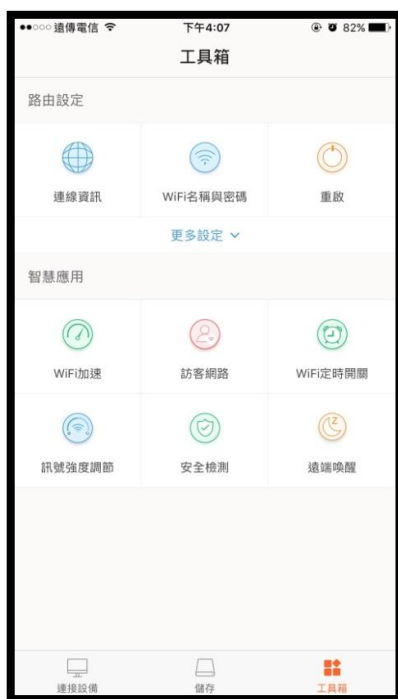 遠傳電信 下午4:07 82%
工具箱
路由設定
連線資訊 WiFi名稱與密碼 重啟
更多設定
智慧應用
WiFi加速 訪客網路 WiFi定時開關
訊號強度調節 安全檢測 遠端喚醒
連接設備 儲存 工具箱